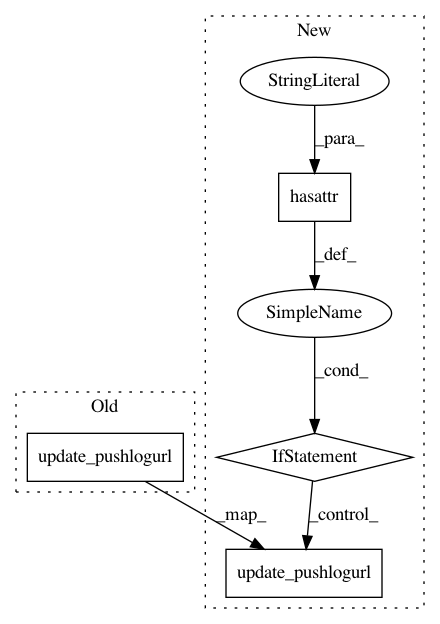 New
StringLiteral
_para_
hasattr
_def_
SimpleName
_cond_
Old
update_pushlogurl
IfStatement
_map_
_control_
update_pushlogurl